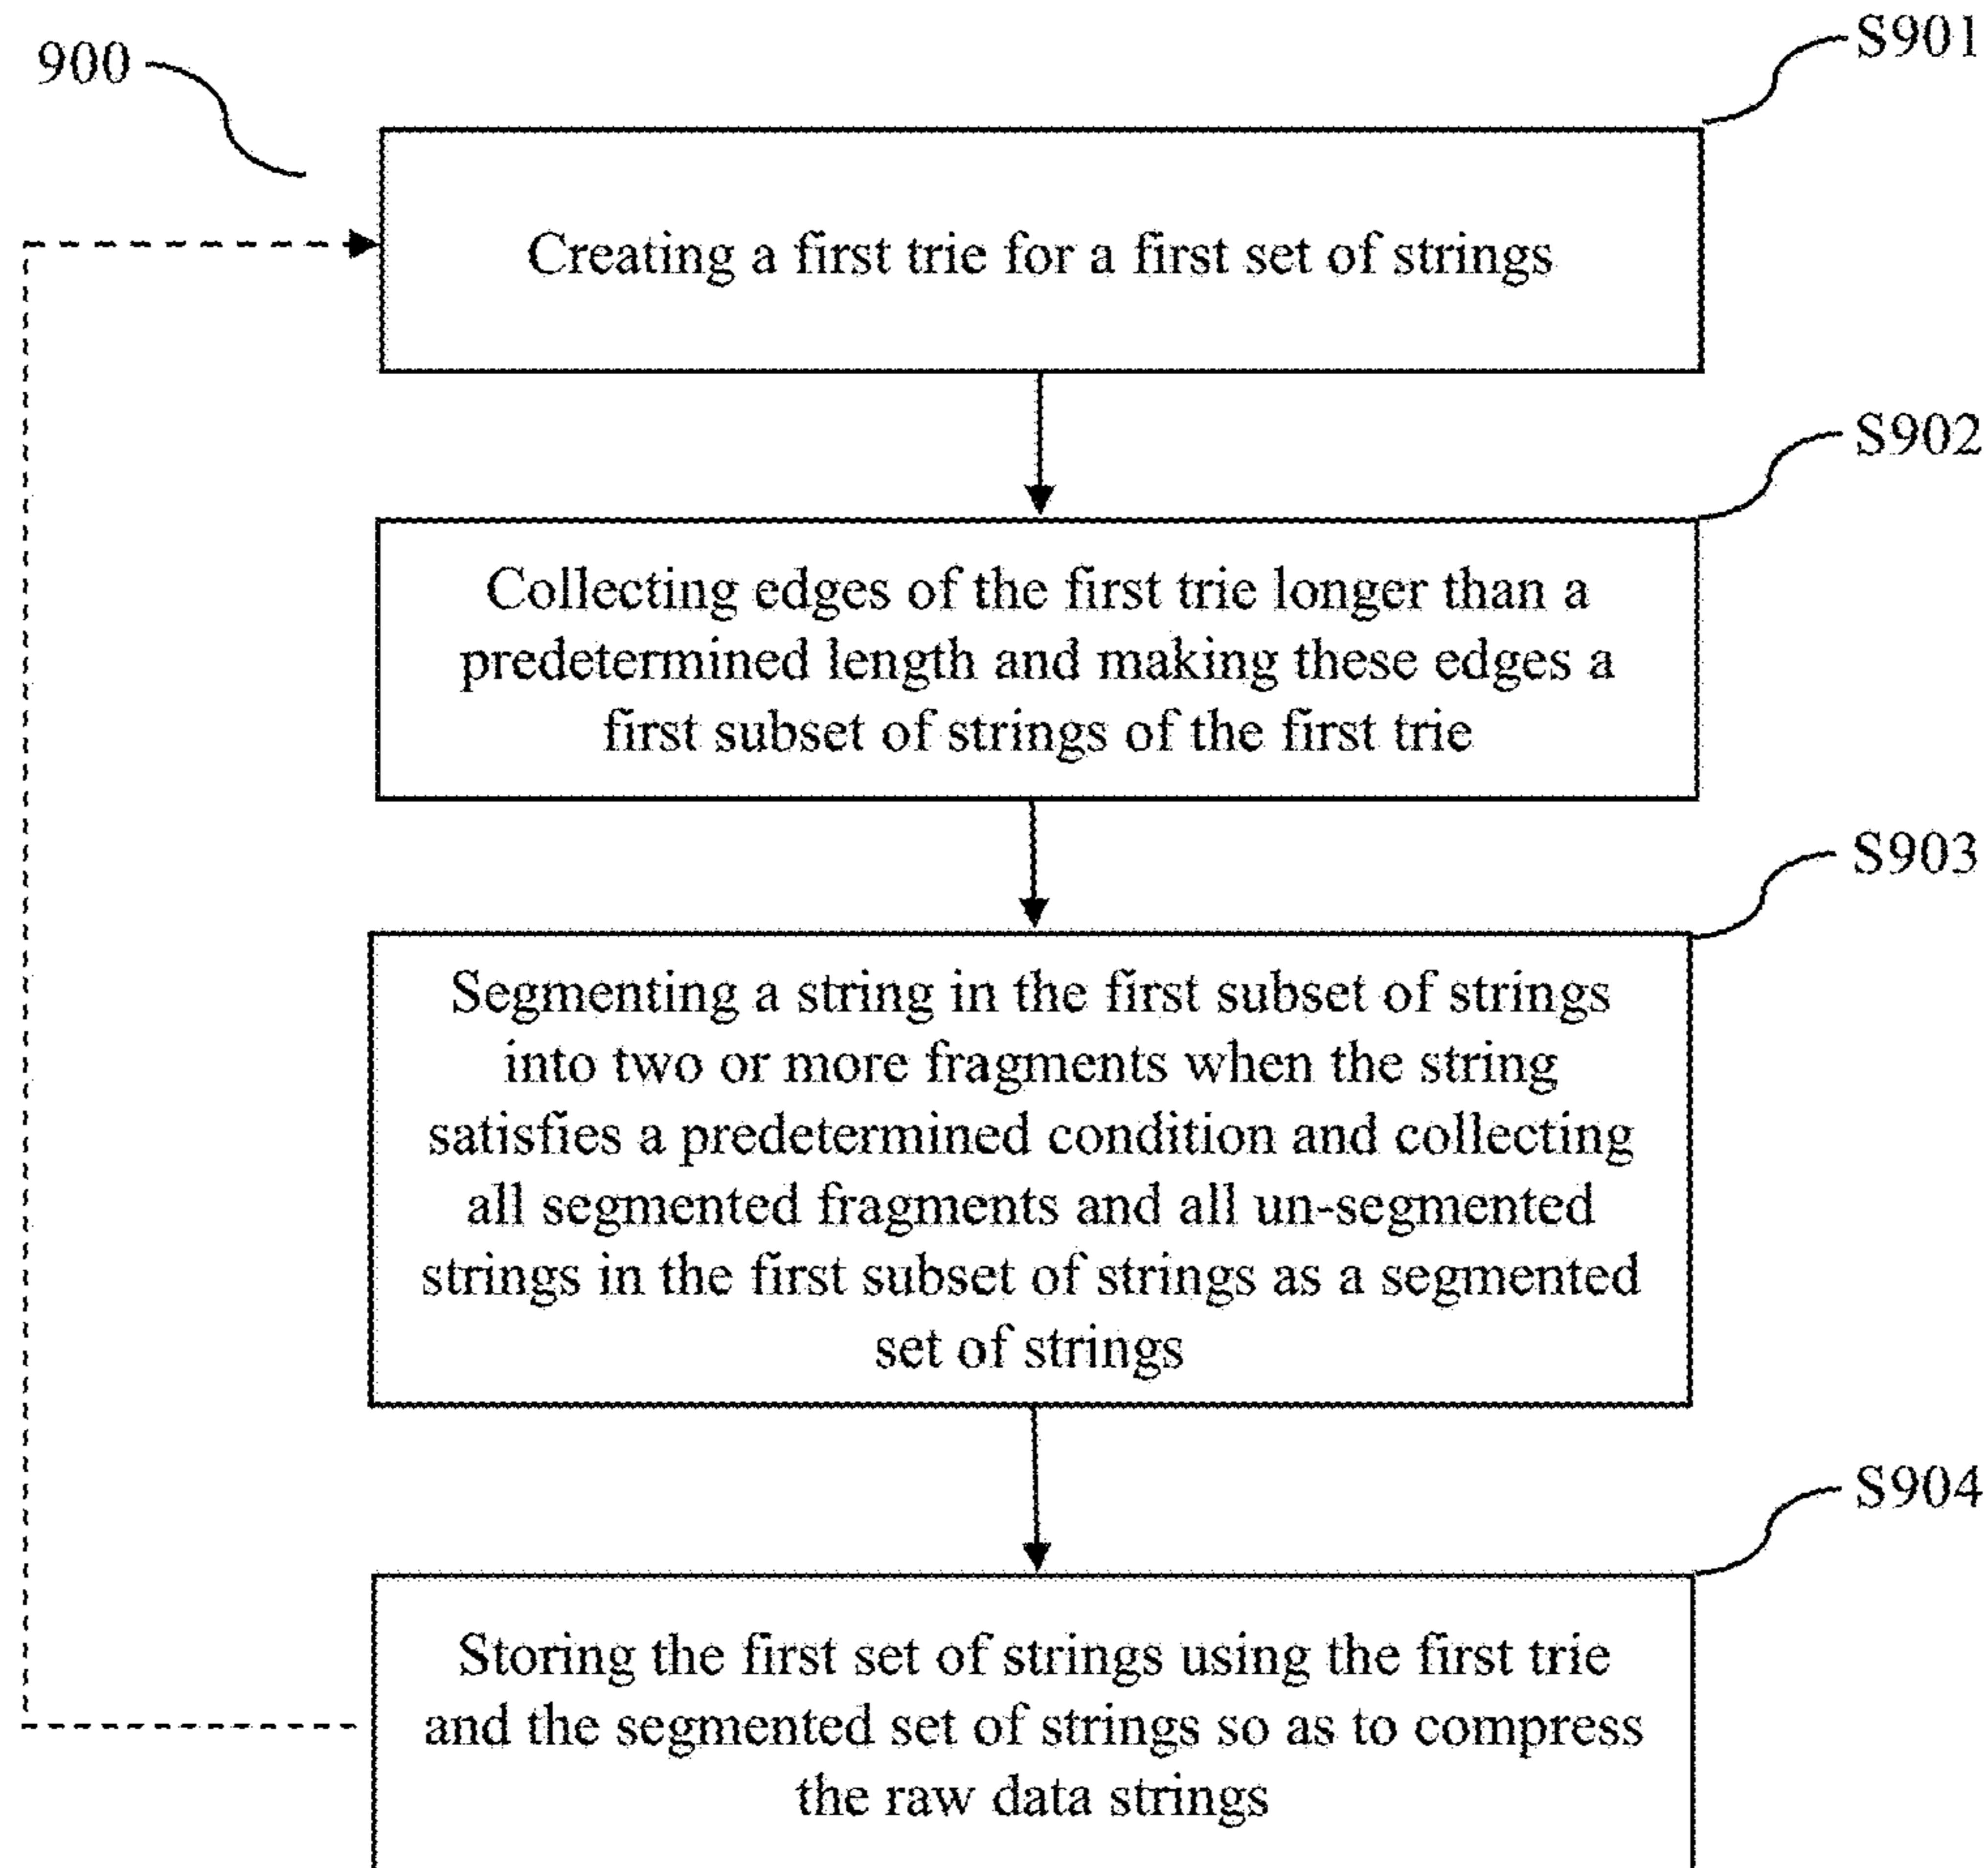 900
S901
Creating a first trie for a first set of strings
S902
Collecting edges of the first trie longer than a
predetermined length and making these edges a
first subset of strings of the first trie
S903
Segmenting a string in the first subset of strings
into two or more fragments when the string
satisfies a predetermined condition and collecting
all segmented fragments and all un-segmented
strings in the first subset of strings as a segmented
set of strings
S904
Storing the first set of strings using the first trie
and the segmented set of strings so as to compress
the raw data strings